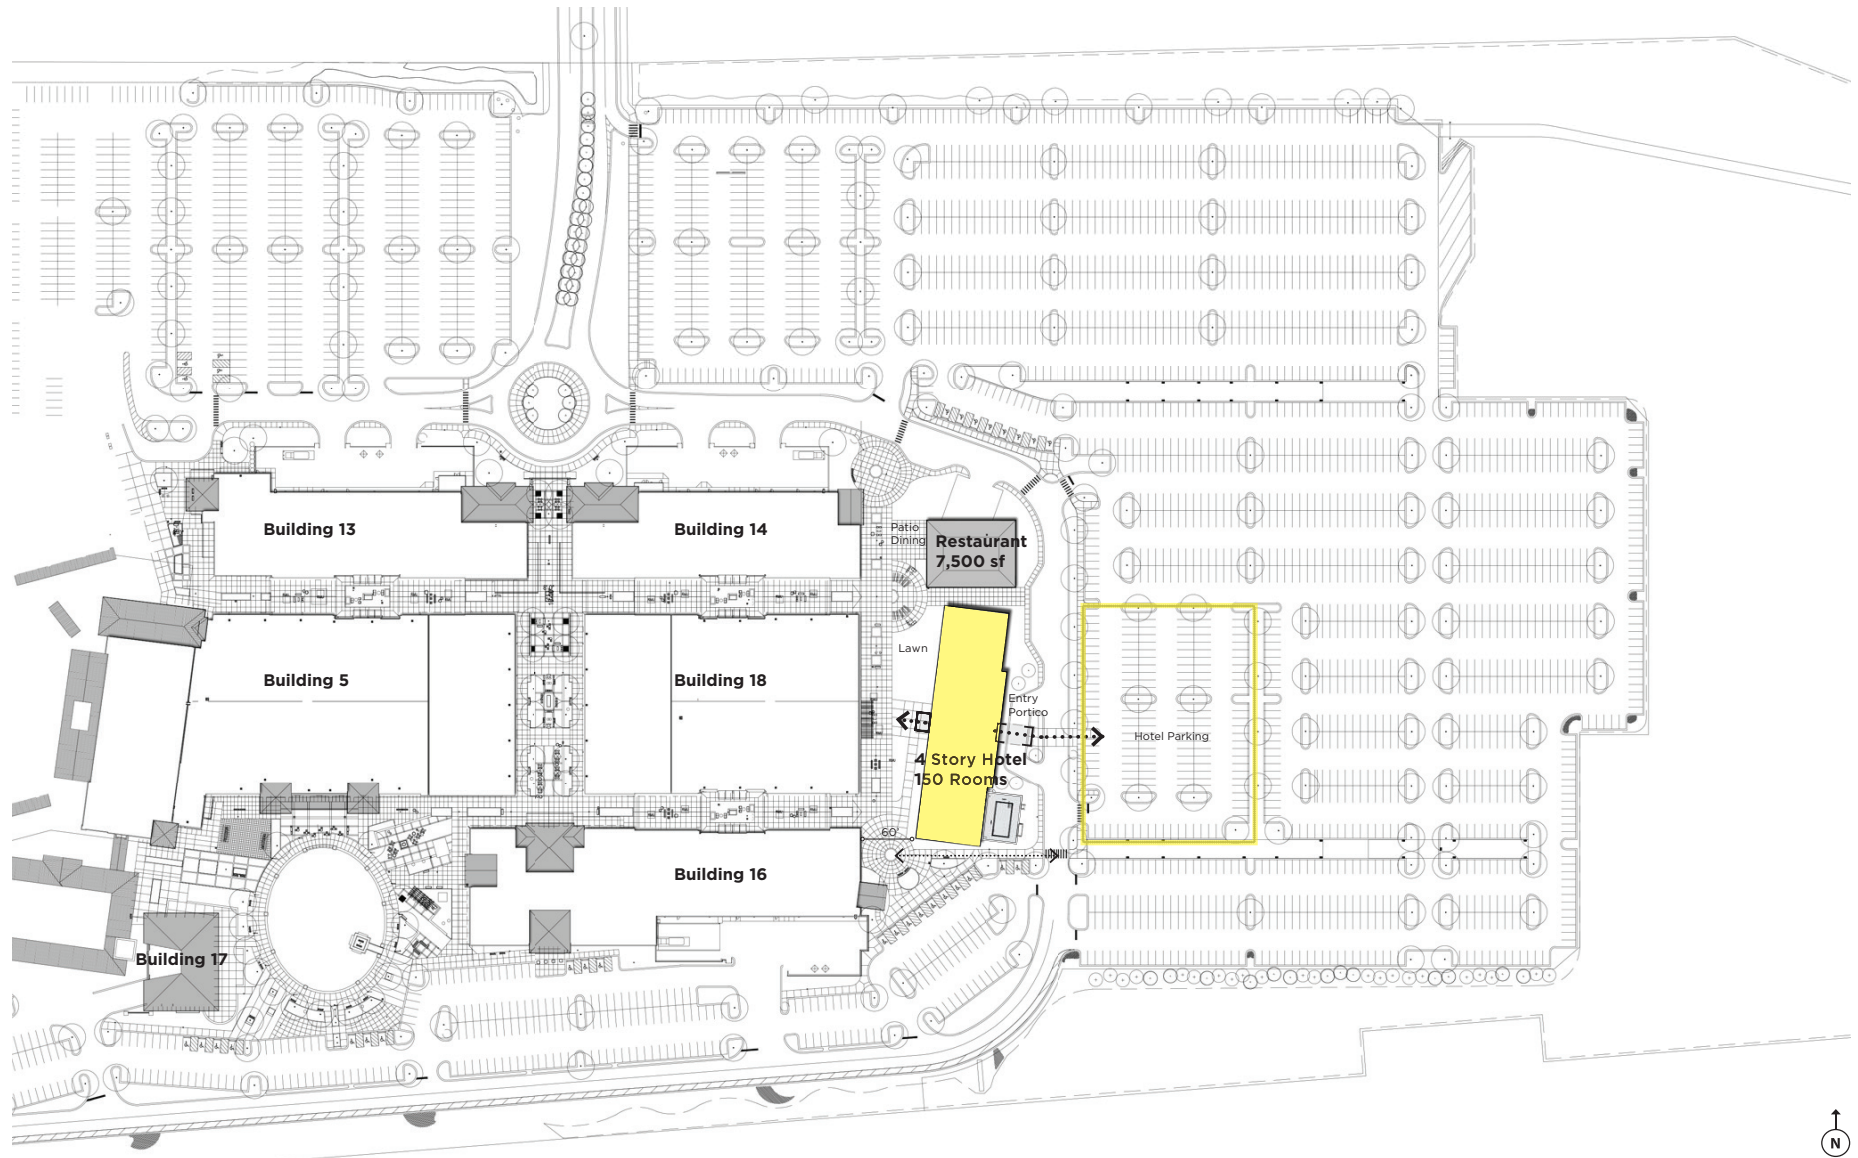 Building 13
Building 14
Patio
Dining
Restaurant
7,500 sf
Lawn
Building 5
Building 18
Entry
Portico
Hotel Parking
4 Story Hotel
150 Rooms
60'
Building 16
Building 17
N